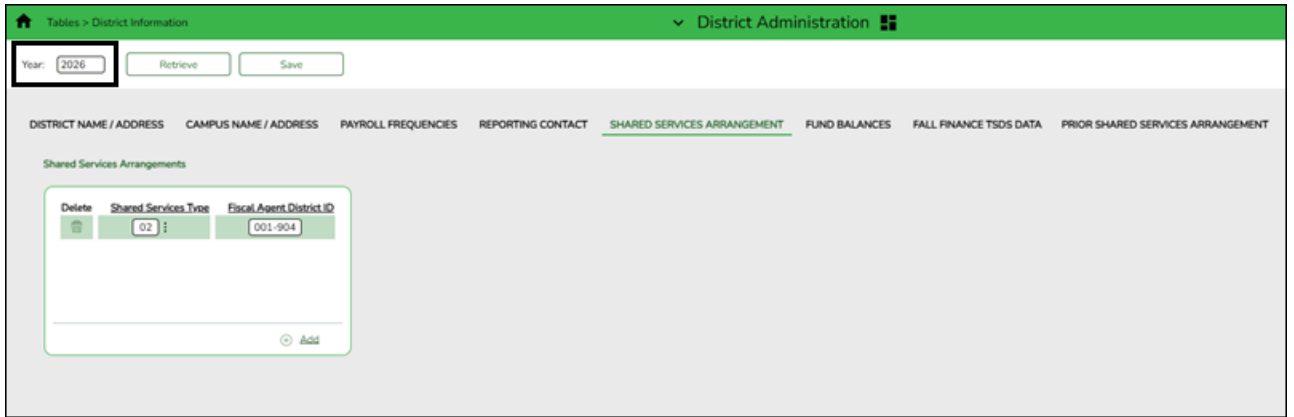 Tables > District Information
District Administration
Year: 2026 Retrieve Save
DISTRICT NAME / ADDRESS CAMPUS NAME / ADDRESS PAYROLL FREQUENCIES REPORTING CONTACT SHARED SERVICES ARRANGEMENT FUND BALANCES FALL FINANCE TSDS DATA PRIOR SHARED SERVICES ARRANGEMENT
Shared Services Arrangements
Delete Shared Services Type Fiscal Agent District ID
02 001-904
Add